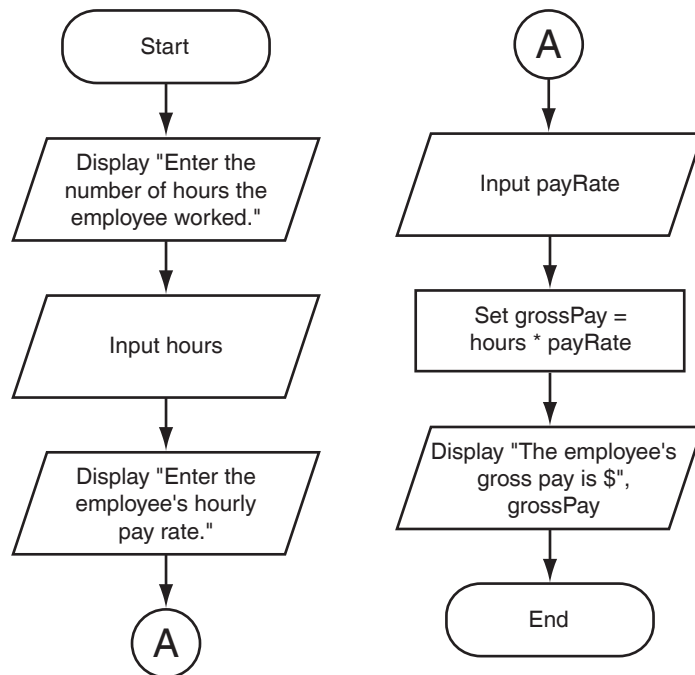 Start
Display "Enter the
number of hours the
employee worked."
Input hours
Display "Enter the
employee's hourly
pay rate."
A
A
Input payRate
Set grossPay =
hours * payRate
Display "The employee's
gross pay is $",
grossPay
End